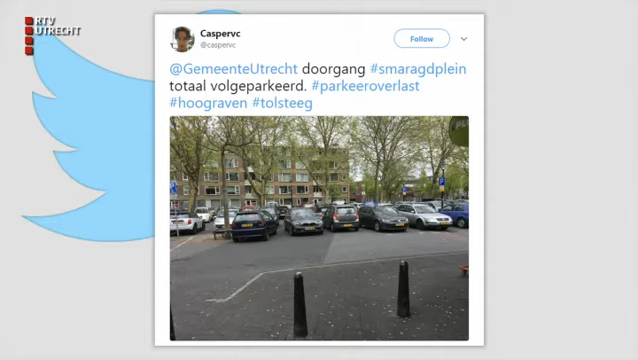 RTV
UTRECHT
Caspervc
@caspervc
Follow
@GemeenteUtrecht doorgang #smaragdplein
totaal volgeparkeerd. #parkeeroverlast
#hoograven #tolsteeg